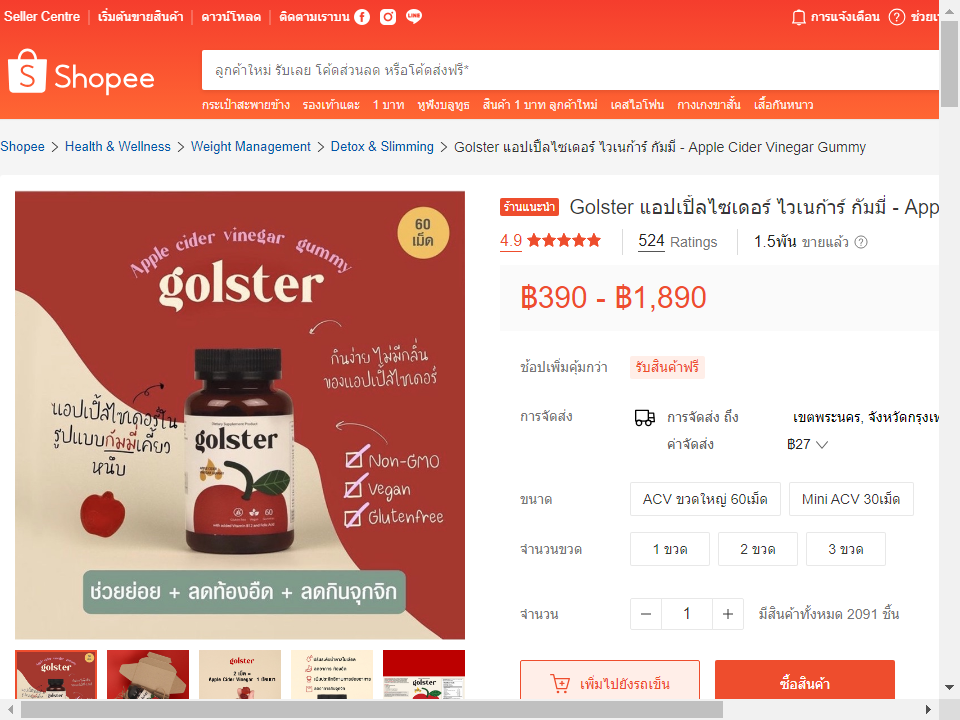 Seller Centre เริ่มต้นขายสินค้า ดาวน์โหลด ติดตามเราบน LINE การแจ้งเตือน
Shopee
ลูกค้าใหม่ รับเลย โค้ดส่วนลด หรือโค้ดส่งฟรี*
กระเป๋าสะพายข้าง รองเท้าแตะ 1 บาท หูฟังบลูทูธ สินค้า 1 บาท ลูกค้าใหม่ เคสไอโฟน กางเกงขาสั้น เสื้อกันหนาว
Shopee > Health & Wellness > Weight Management > Detox & Slimming > Golster แอปเปิ้ลไซเดอร์ ไวเนก้าร์ กัมมี่ - Apple Cider Vinegar Gummy
60
เม็ด
Apple cider vinegar gummy
golster
กินง่าย ไม่มีกลิ่น
ของแอปเปิ้ลไซเดอร์
แอปเปิ้ลไซเดอร์ใน
รูปแบบกัมมี่เคี้ยว
หนึบ
golster
60
Non-GMO
Vegan
Glutenfree
ช่วยย่อย + ลดท้องอืด + ลดกินจุกจิก
golster
golster
golster
ร้านแนะนำ Golster แอปเปิ้ลไซเดอร์ ไวเนก้าร์ กัมมี่ - App
4.9 524 Ratings 1.5พัน ขายแล้ว
฿390 - ฿1,890
ช้อปเพิ่มคุ้มกว่า รับสินค้าฟรี
การจัดส่ง การจัดส่ง ถึง เขตพระนคร,
ค่าจัดส่ง ฿27
ขนาด ACV ขวดใหญ่ 60เม็ด Mini ACV 30เม็ด
จำนวนขวด 1 ขวด 2 ขวด 3 ขวด
จำนวน 1 มีสินค้าทั้งหมด 2091 ชิ้น
เพิ่มไปยังรถเข็น ซื้อสินค้า